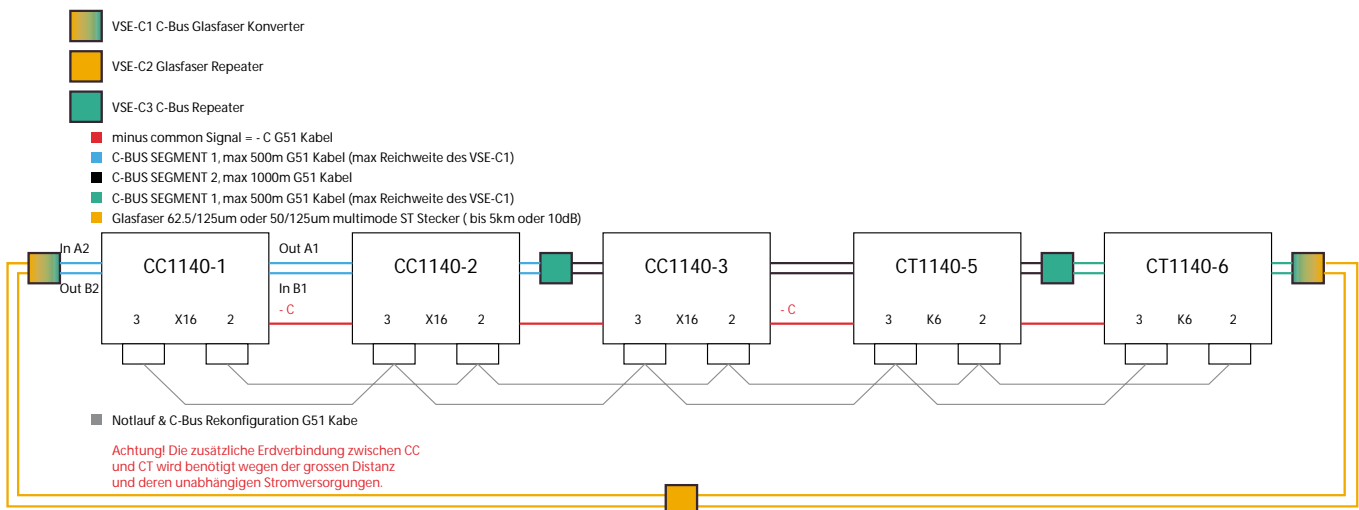 VSE-C1 C-Bus Glasfaser Konverter
VSE-C2 Glasfaser Repeater
VSE-C3 C-Bus Repeater
minus common Signal = - C G51 Kabel
C-BUS SEGMENT 1, max 500m G51 Kabel (max Reichweite des VSE-C1)
C-BUS SEGMENT 2, max 1000m G51 Kabel
C-BUS SEGMENT 1, max 500m G51 Kabel (max Reichweite des VSE-C1)
Glasfaser 62.5/125um oder 50/125um multimode ST Stecker ( bis 5km oder 10dB)
In A2
Out B2
CC1140-1
3 X16 2
Out A1
In B1
- C
CC1140-2
3 X16 2
CC1140-3
3 X16 2
- C
CT1140-5
3 K6 2
CT1140-6
3 K6 2
Notlauf & C-Bus Rekonfiguration G51 Kabe
Achtung! Die zusätzliche Erdverbindung zwischen CC
und CT wird benötigt wegen der grossen Distanz
und deren unabhängigen Stromversorgungen.